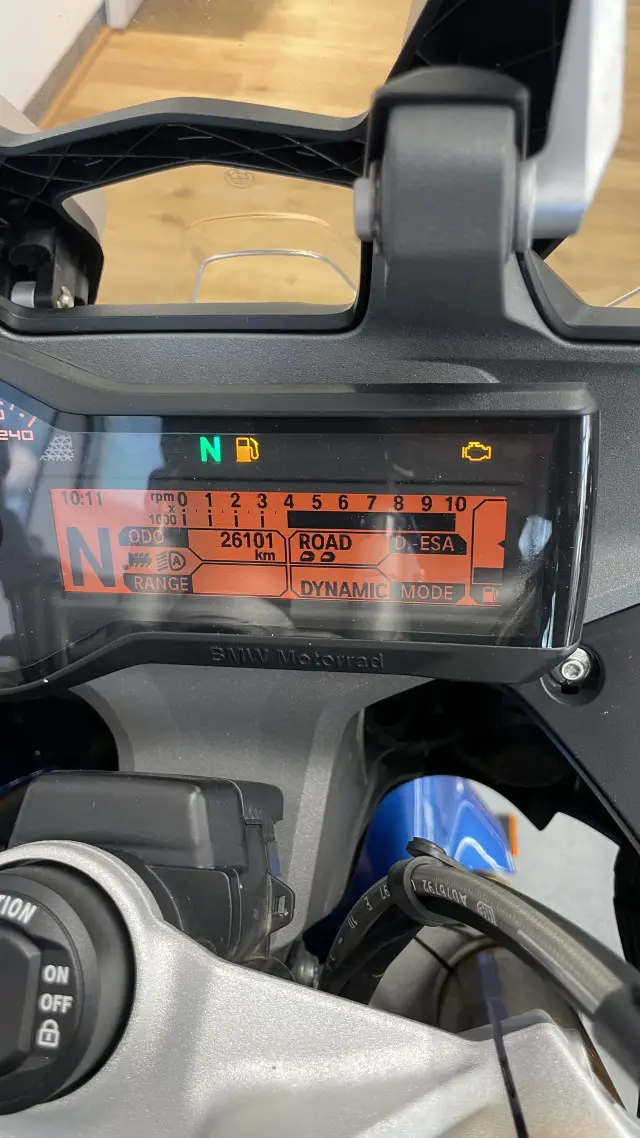 240
N
10:11
rpm
x
1000
0 1 2 3 4 5 6 7 8 9 10
N
ODO
26101
km
ROAD
D.-ESA
RANGE
DYNAMIC
MODE
BMW Motorrad
ON
OFF